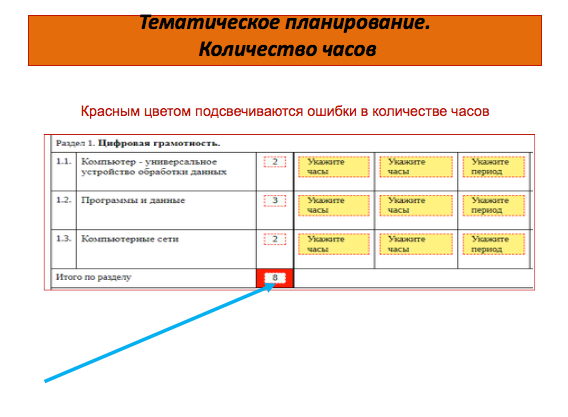 Тематическое планирование.
Количество часов
Красным цветом подсвечиваются ошибки в количестве часов
Раздел 1. Цифровая грамотность.
1.1. Компьютер - универсальное устройство обработки данных 2 Укажите часы Укажите часы Укажите период
1.2. Программы и данные 3 Укажите часы Укажите часы Укажите период
1.3. Компьютерные сети 2 Укажите часы Укажите часы Укажите период
Итого по разделу 8